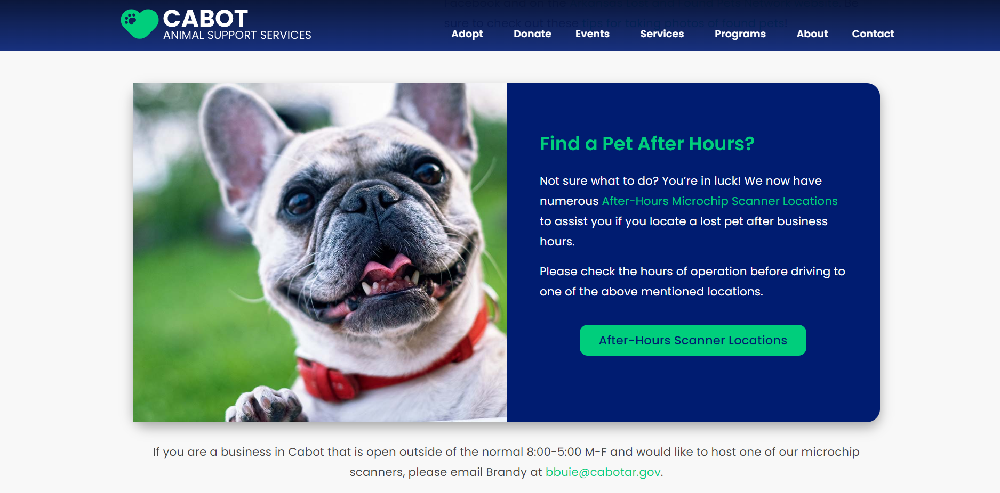 Facebook and on the Arkansas Lost and Found Pets Network website. Be
sure to check out these tips for taking photos of found pets!
CABOT
ANIMAL SUPPORT SERVICES
Adopt Donate Events Services Programs About Contact
Find a Pet After Hours?
Not sure what to do? You’re in luck! We now have
numerous After-Hours Microchip Scanner Locations
to assist you if you locate a lost pet after business
hours.
Please check the hours of operation before driving to
one of the above mentioned locations.
After-Hours Scanner Locations
If you are a business in Cabot that is open outside of the normal 8:00-5:00 M-F and would like to host one of our microchip
scanners, please email Brandy at bbuie@cabotar.gov.